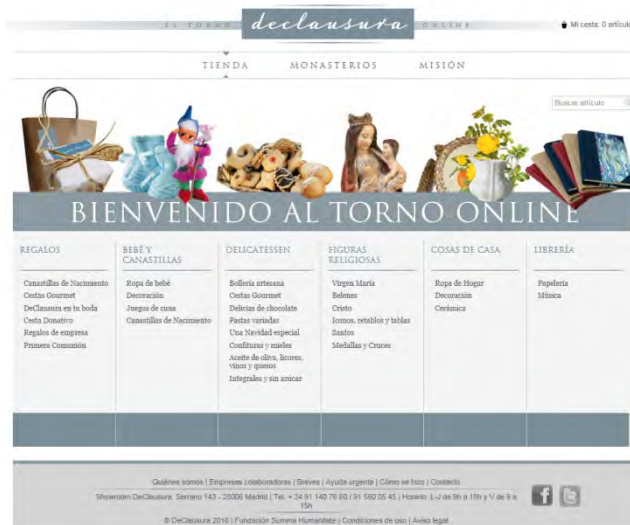 EL TORNO declausura ONLINE
Mi cesta: 0 artículo
TIENDA MONASTERIOS MISIÓN
Buscar artículo
BIENVENIDO AL TORNO ONLINE
REGALOS
Canastillas de Nacimiento
Cestas Gourmet
DeClausura en tu boda
Cesta Donativo
Regalos de empresa
Primera Comunión
BEBÉ Y
CANASTILLAS
Ropa de bebé
Decoración
Juegos de cuna
Canastillas de Nacimiento
DELICATESSEN
Bollería artesana
Cestas Gourmet
Delicias de chocolate
Pastas variadas
Una Navidad especial
Confituras y mieles
Aceite de oliva, licores,
vinos y quesos
Integrales y sin azúcar
FIGURAS
RELIGIOSAS
Virgen María
Belenes
Cristo
Iconos, retablos y tablas
Santos
Medallas y Cruces
COSAS DE CASA
Ropa de Hogar
Decoración
Cerámica
LIBRERÍA
Papelería
Música
Quiénes somos | Empresas colaboradoras | Breves | Ayuda urgente | Cómo se hizo | Contacto
Showroom DeClausura. Serrano 143 - 28006 Madrid | Tel. + 34 91 140 76 60 / 91 560 05 45 | Horario: L-J de 9h a 18h y V de 9 a
15h
© DeClausura 2016 | Fundación Summa Humanitate | Condiciones de uso | Aviso legal